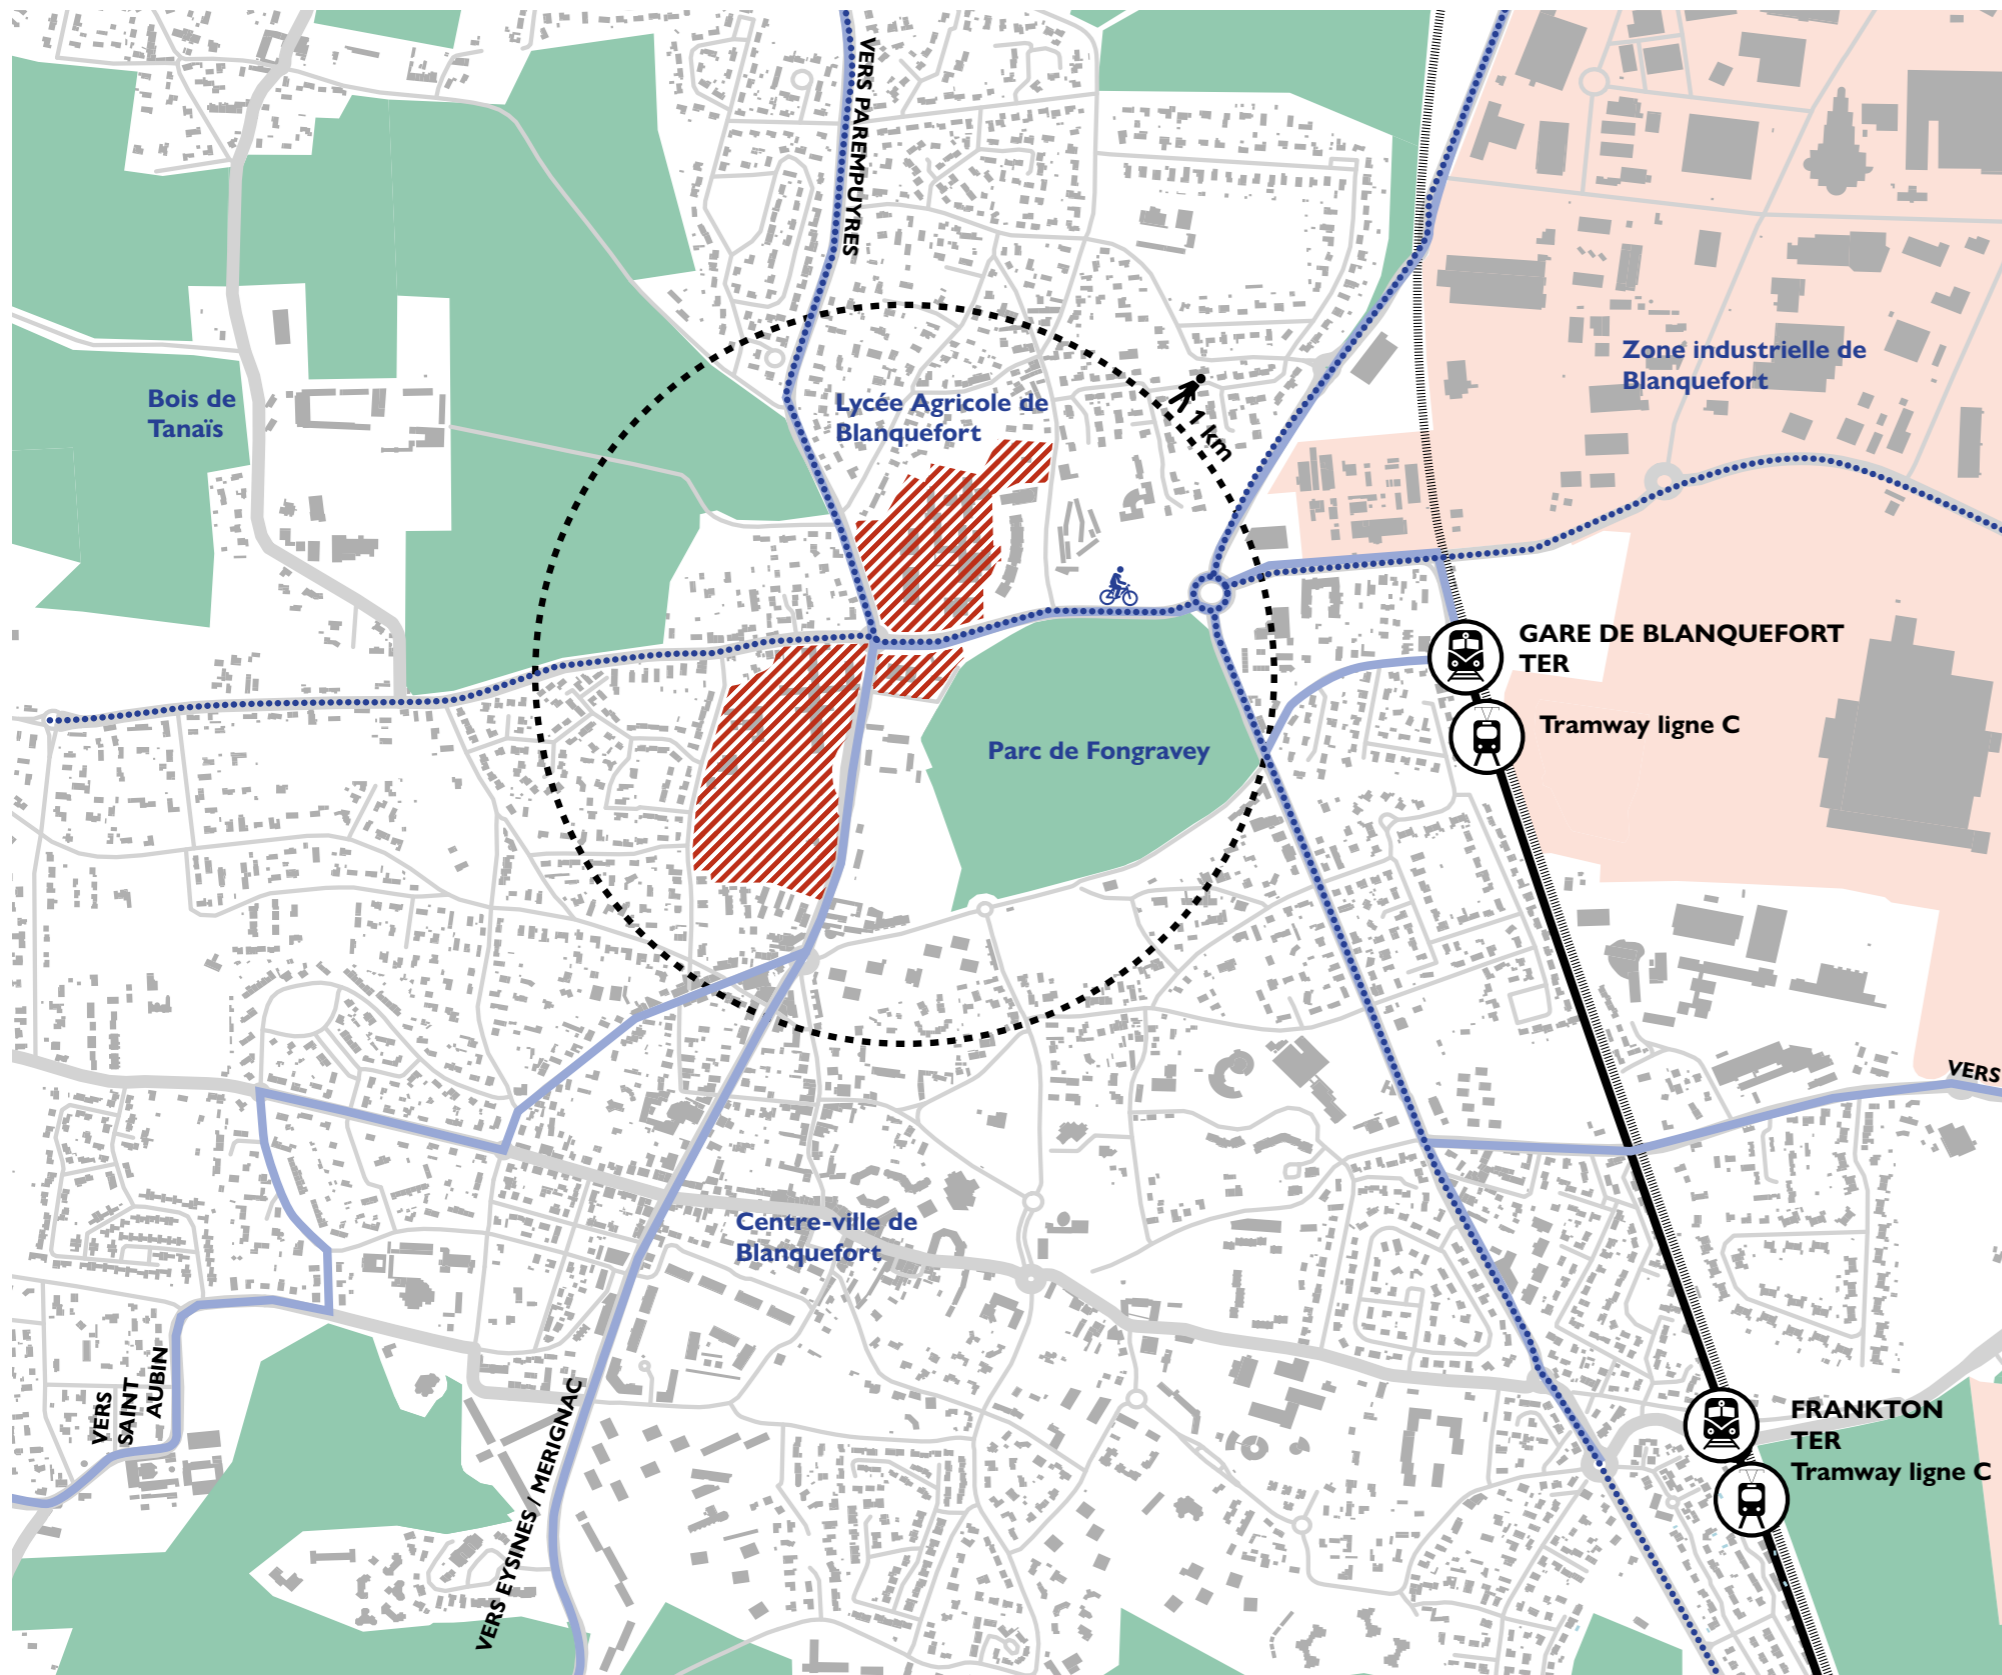 VERS PAREMPUYRES
Zone industrielle de
Blanquefort
Bois de
Tanaïs
Lycée Agricole de
Blanquefort
1 km
GARE DE BLANQUEFORT
TER
Tramway ligne C
Parc de Fongravey
VERS
Centre-ville de
Blanquefort
VERS
SAINT
AUBIN
VERS EYSINES / MERIGNAC
FRANKTON
TER
Tramway ligne C